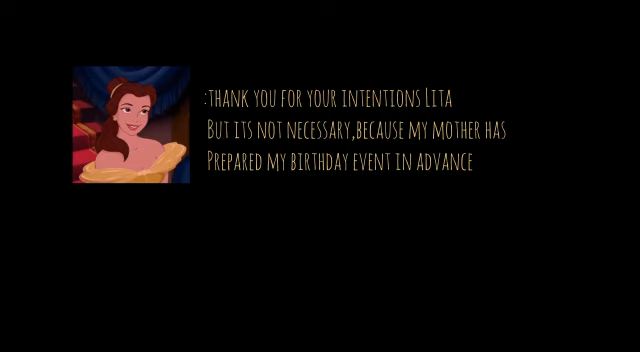 :THANK YOU FOR YOUR INTENTIONS LITA
BUT ITS NOT NECESSARY,BECAUSE MY MOTHER HAS
PREPARED MY BIRTHDAY EVENT IN ADVANCE